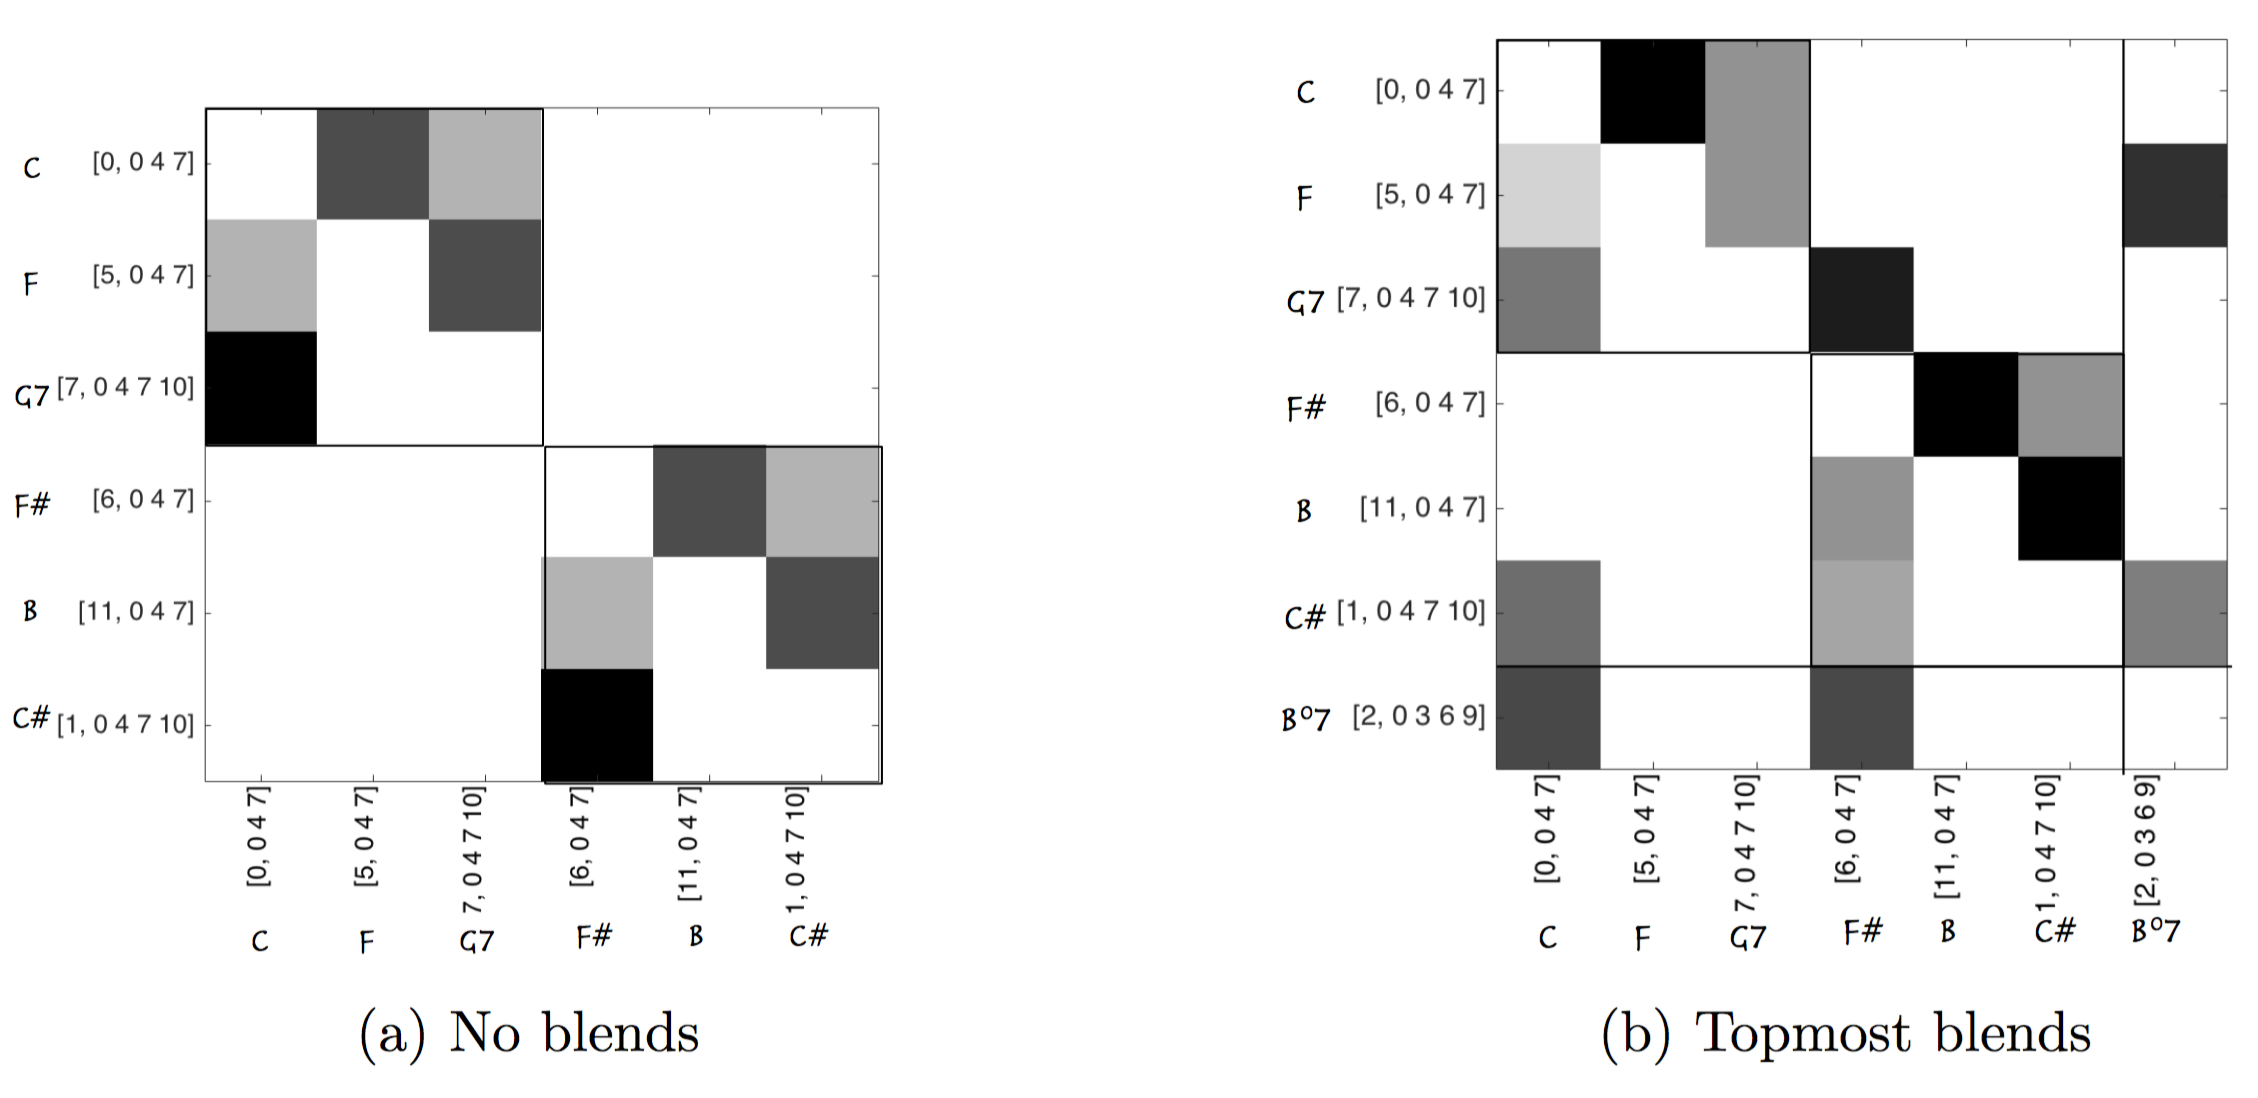 C [0, 0 4 7]
F [5, 0 4 7]
G7 [7, 0 4 7 10]
F# [6, 0 4 7]
B [11, 0 4 7]
C# [1, 0 4 7 10]
[0, 0 4 7] [5, 0 4 7] 7, 0 4 7 10] [6, 0 4 7] [11, 0 4 7] 1, 0 4 7 10]
C F G7 F# B C#
(a) No blends
C [0, 0 4 7]
F [5, 0 4 7]
G7 [7, 0 4 7 10]
F# [6, 0 4 7]
B [11, 0 4 7]
C# [1, 0 4 7 10]
Bo7 [2, 0 3 6 9]
[0, 0 4 7] [5, 0 4 7] 7, 0 4 7 10] [6, 0 4 7] [11, 0 4 7] 1, 0 4 7 10] [2, 0 3 6 9]
C F G7 F# B C# Bo7
(b) Topmost blends